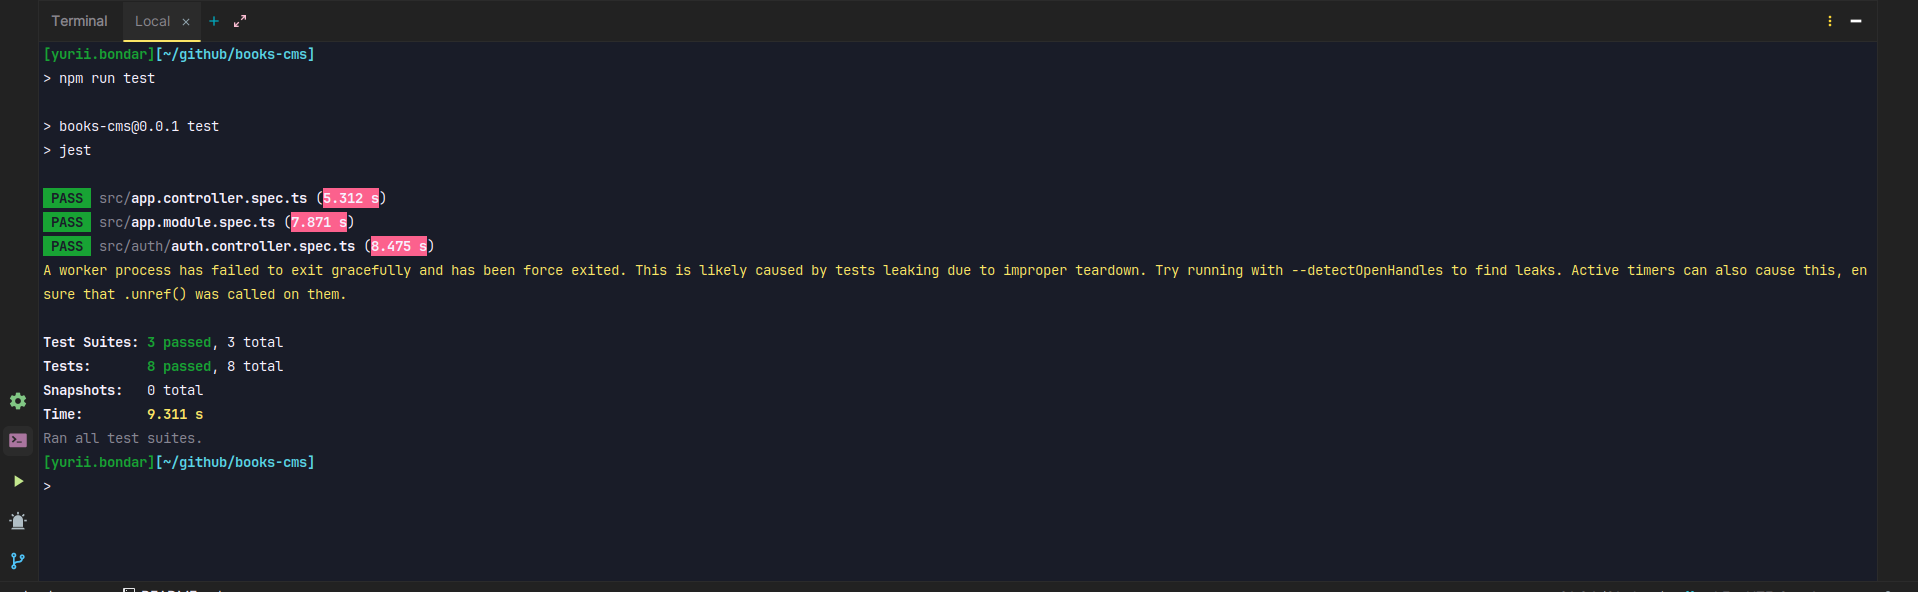 Terminal Local × +
[yurii.bondar][~/github/books-cms]
> npm run test
> books-cms@0.0.1 test
> jest
PASS src/app.controller.spec.ts (5.312 s)
PASS src/app.module.spec.ts (7.871 s)
PASS src/auth/auth.controller.spec.ts (8.475 s)
A worker process has failed to exit gracefully and has been force exited. This is likely caused by tests leaking due to improper teardown. Try running with --detectOpenHandles to find leaks. Active timers can also cause this, en
sure that .unref() was called on them.
Test Suites: 3 passed, 3 total
Tests: 8 passed, 8 total
Snapshots: 0 total
Time: 9.311 s
Ran all test suites.
[yurii.bondar][~/github/books-cms]
>